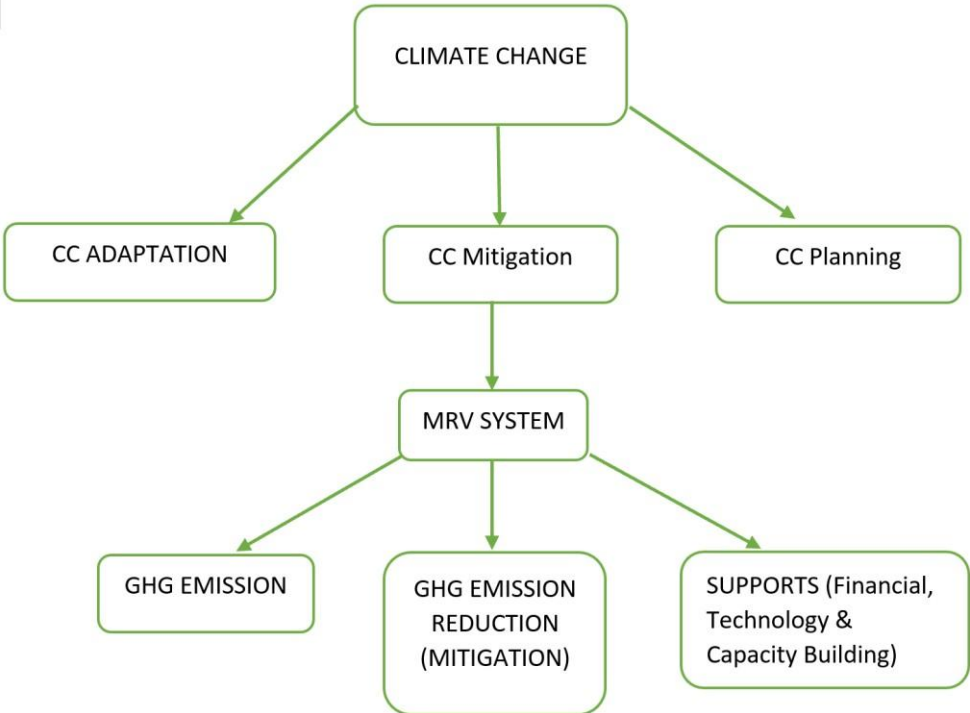 CLIMATE CHANGE
CC ADAPTATION
CC Mitigation
CC Planning
MRV SYSTEM
GHG EMISSION
GHG EMISSION
REDUCTION
(MITIGATION)
SUPPORTS (Financial,
Technology &
Capacity Building)